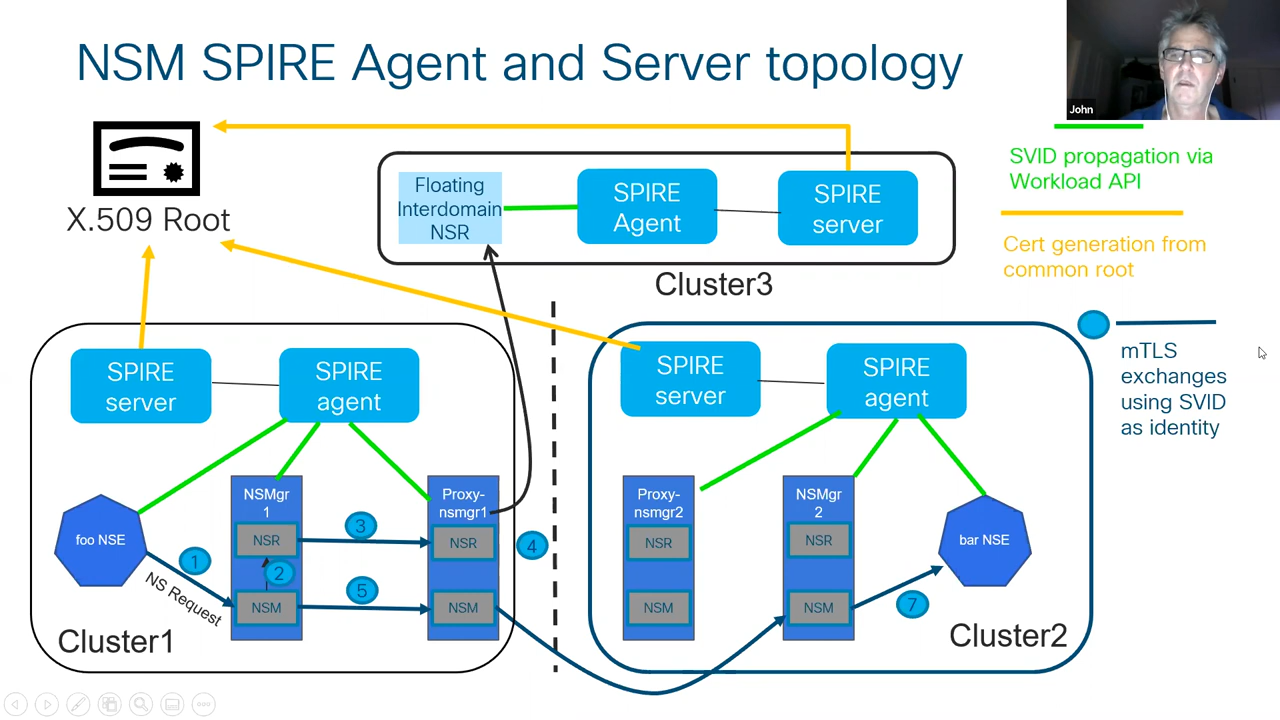 NSM SPIRE Agent and Server topology
John
X.509 Root
Floating
Interdomain
NSR
SPIRE
Agent
SPIRE
server
Cluster3
SVID propagation via
Workload API
Cert generation from
common root
mTLS
exchanges
using SVID
as identity
SPIRE
server
SPIRE
agent
foo NSE
NSMgr
1
NSR
NSM
Proxy-
nsmgr1
NSR
NSM
1
2
3
4
5
NS Request
Cluster1
SPIRE
server
SPIRE
agent
Proxy-
nsmgr2
NSR
NSM
NSMgr
2
NSR
NSM
bar NSE
7
Cluster2